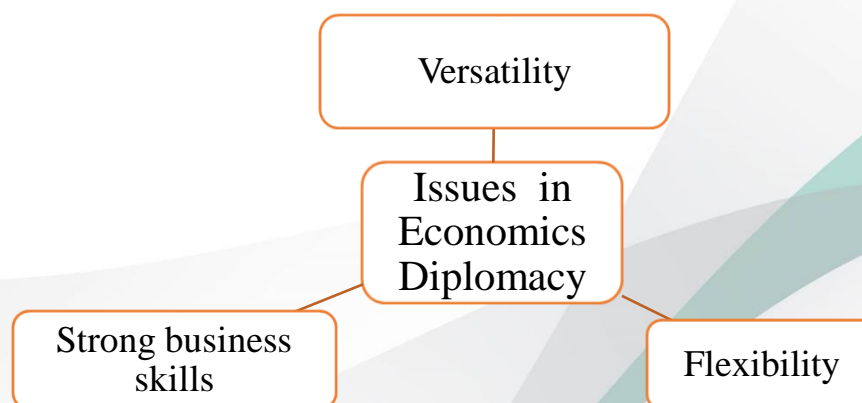 Versatility
Issues in
Economics
Diplomacy
Strong business
skills
Flexibility